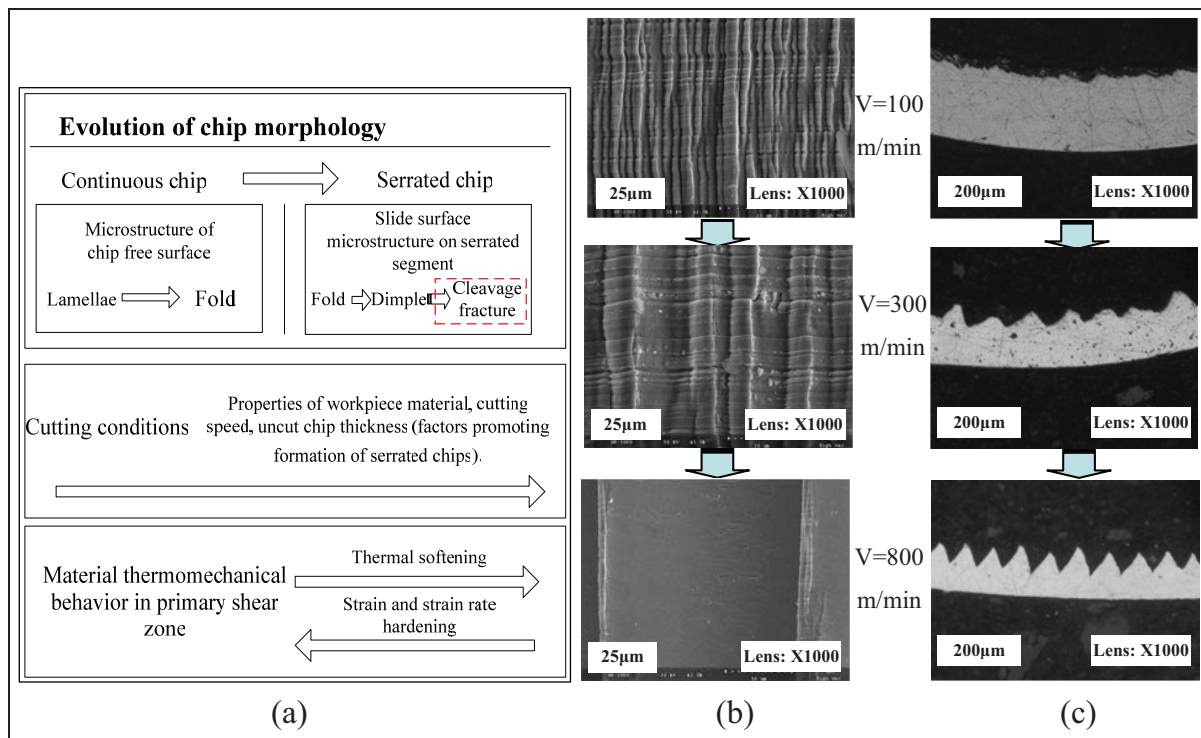 Evolution of chip morphology
Continuous chip
Serrated chip
Microstructure of
chip free surface
Lamellae
Fold
Slide surface
microstructure on serrated
segment
Fold
Dimple
Cleavage
fracture
Cutting conditions
Properties of workpiece material, cutting
speed, uncut chip thickness (factors promoting
formation of serrated chips).
Material thermomechanical
behavior in primary shear
zone
Thermal softening
Strain and strain rate
hardening
(a)
25μm
Lens: X1000
25μm
Lens: X1000
25μm
Lens: X1000
(b)
V=100
m/min
V=300
m/min
V=800
m/min
200μm
Lens: X1000
200μm
Lens: X1000
200μm
Lens: X1000
(c)